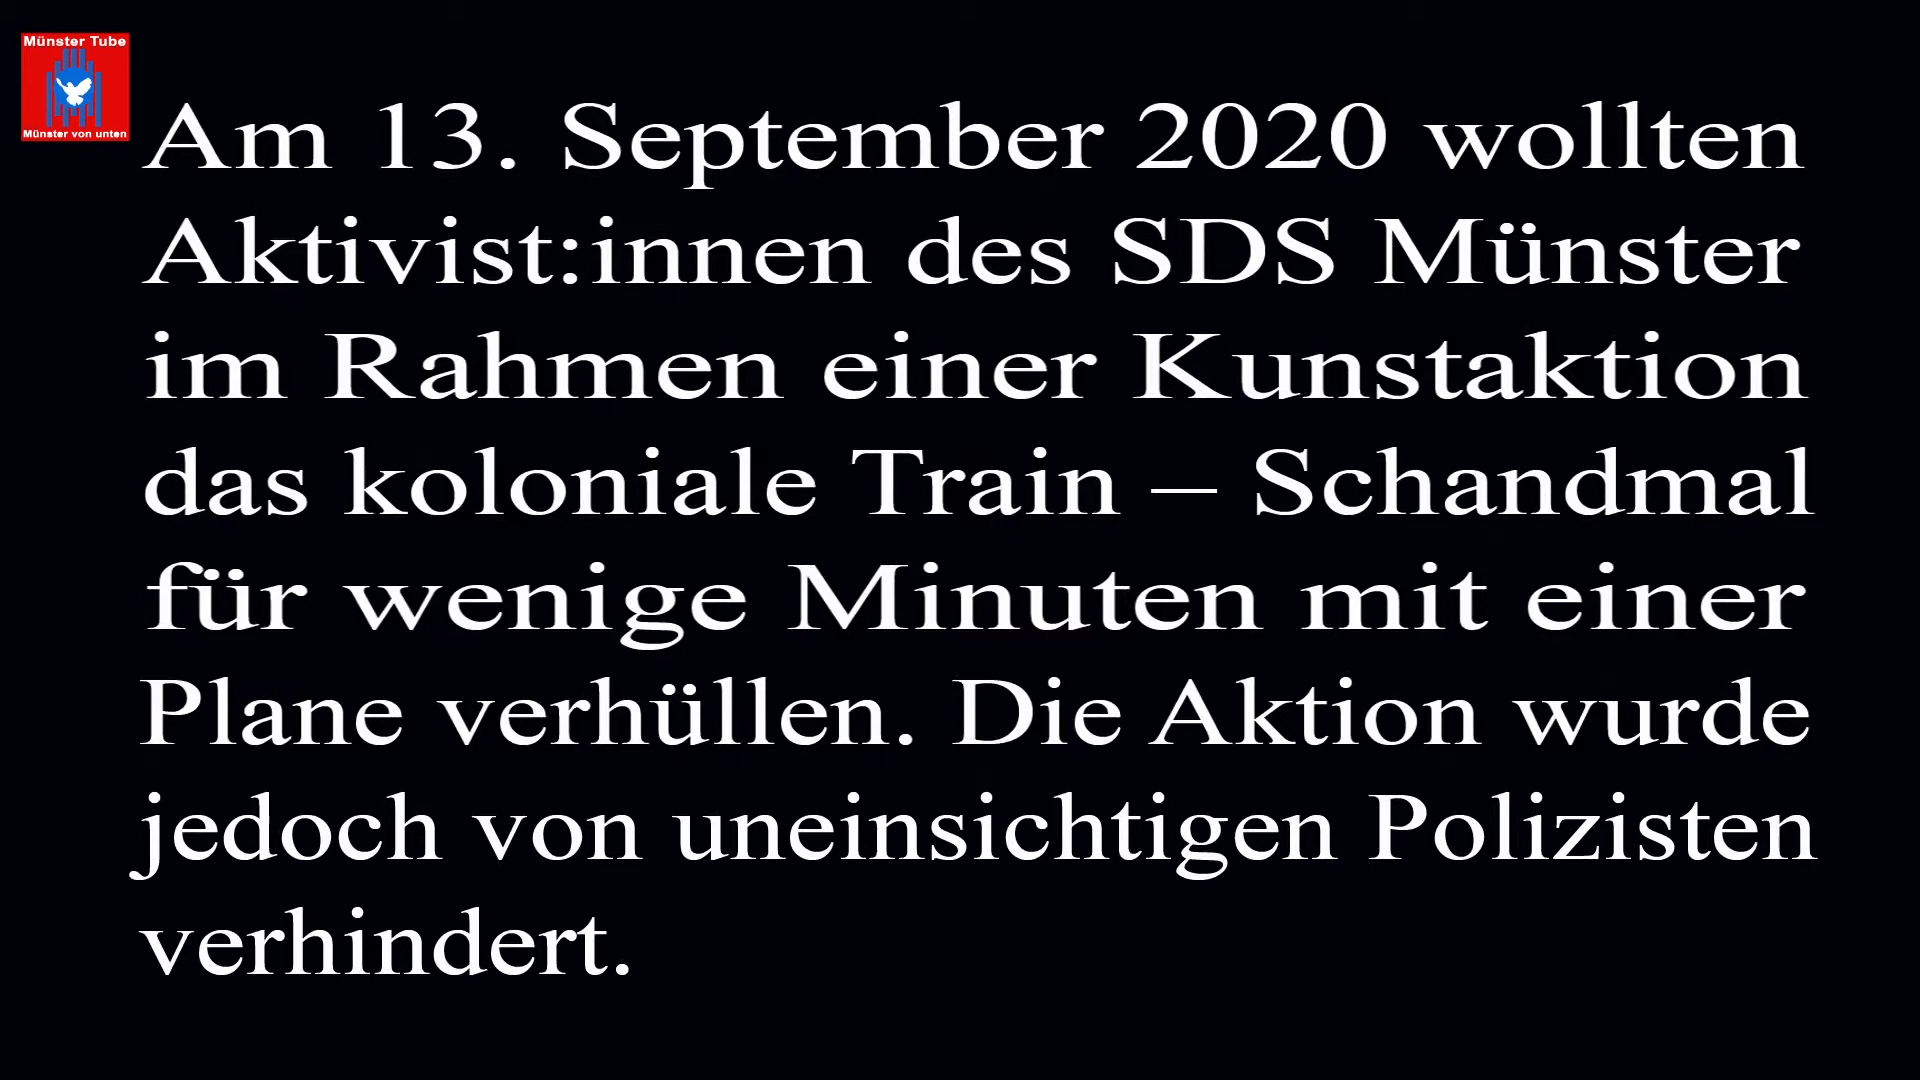 Münster Tube
Münster von unten
Am 13. September 2020 wollten
Aktivist:innen des SDS Münster
im Rahmen einer Kunstaktion
das koloniale Train – Schandmal
für wenige Minuten mit einer
Plane verhüllen. Die Aktion wurde
jedoch von uneinsichtigen Polizisten
verhindert.